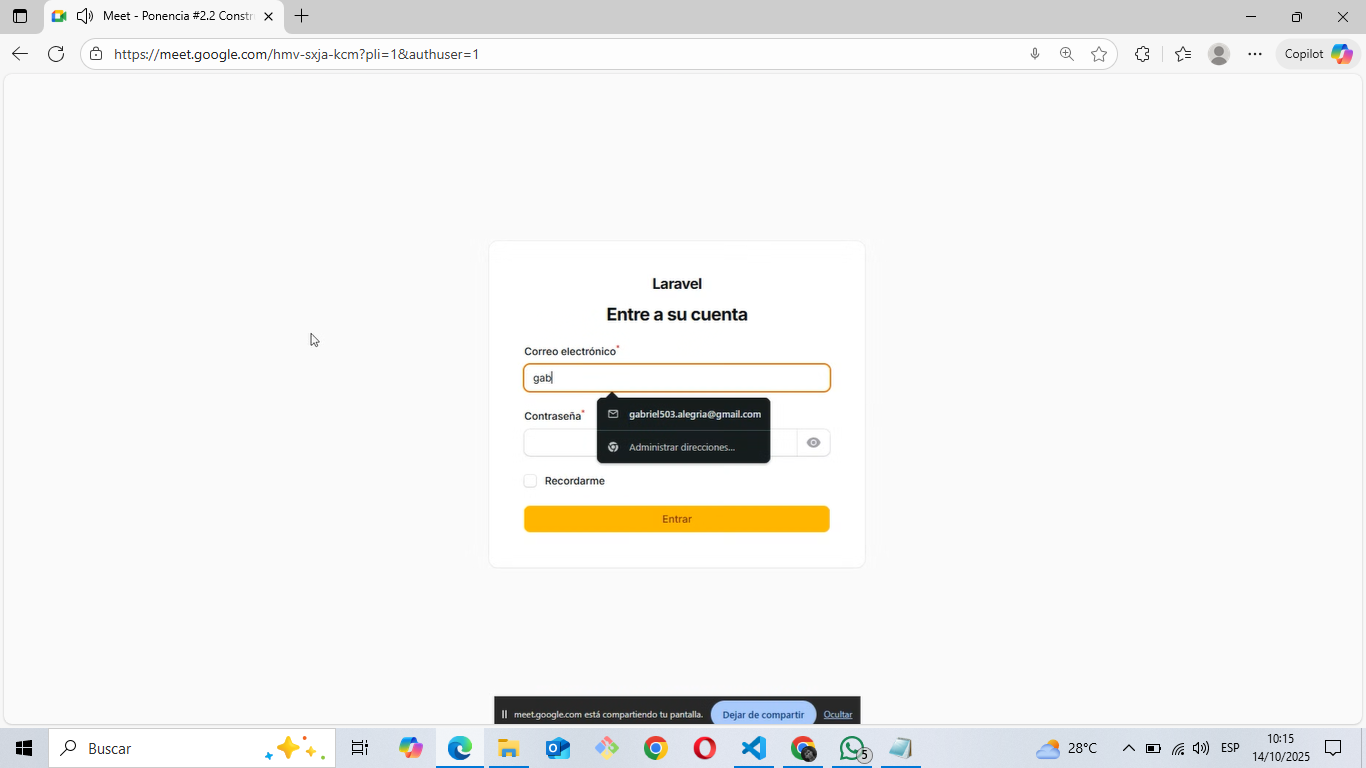 Meet - Ponencia #2.2 Constr
https://meet.google.com/hmv-sxja-kcm?pli=1&authuser=1
Copilot
Laravel
Entre a su cuenta
Correo electrónico*
gab
gabriel503.alegria@gmail.com
Contraseña*
Administrar direcciones...
Recordarme
Entrar
meet.google.com está compartiendo tu pantalla.
Dejar de compartir
Ocultar
Buscar
5
28°C
ESP
10:15
14/10/2025